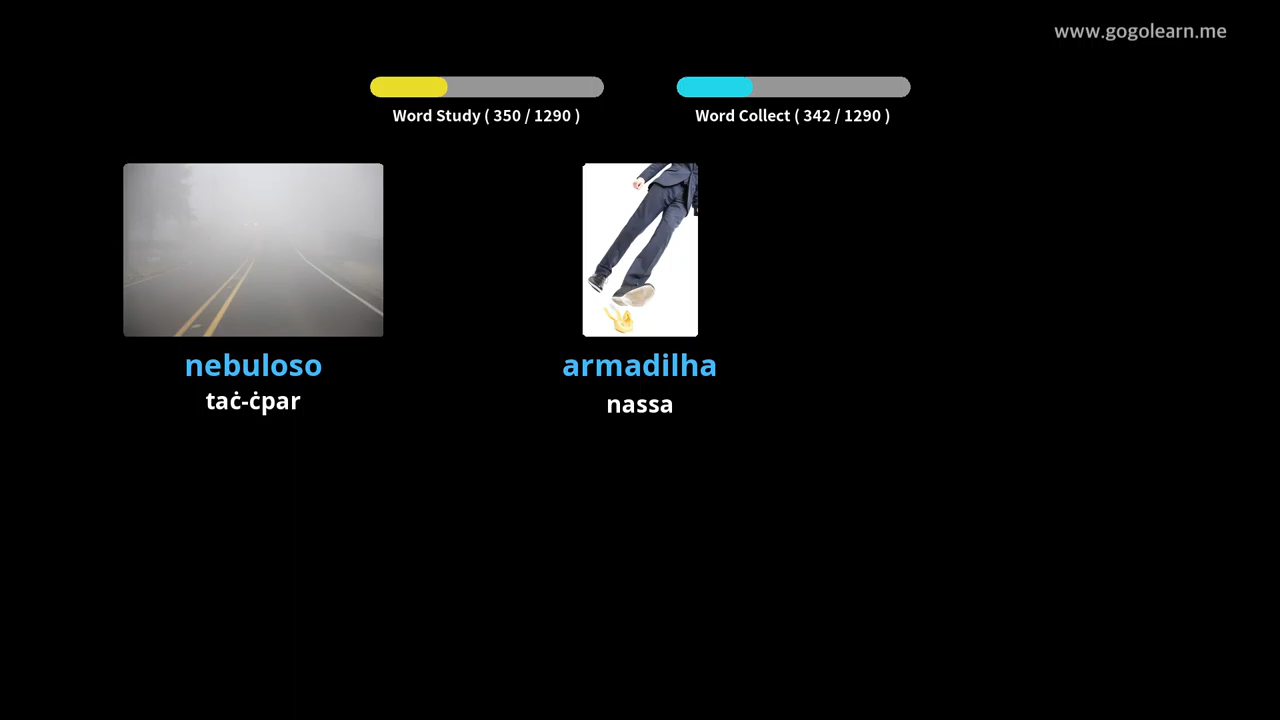 www.gogolearn.me
Word Study ( 350 / 1290 )
Word Collect ( 342 / 1290 )
nebuloso
taċ-ċpar
armadilha
nassa